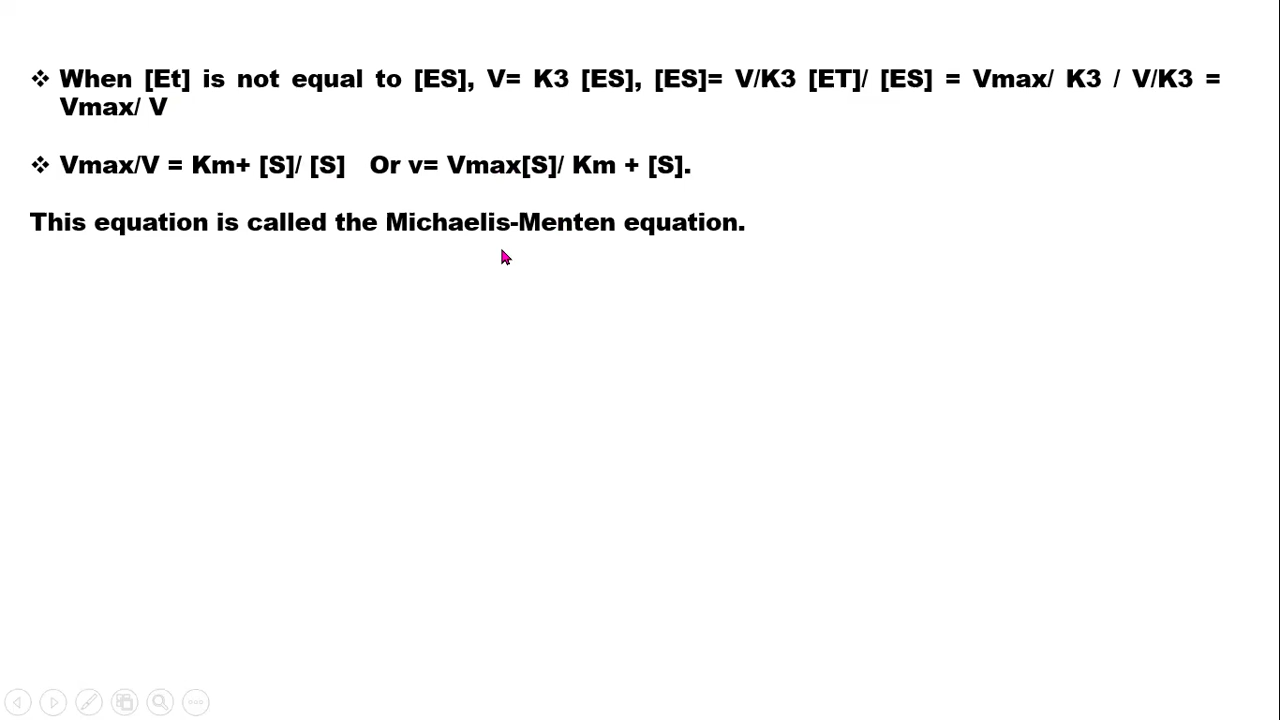 ❖ When [Et] is not equal to [ES], V= K3 [ES], [ES]= V/K3 [ET]/ [ES] = Vmax/ K3 / V/K3 =
Vmax/ V
❖ Vmax/V = Km+ [S]/ [S] Or v= Vmax[S]/ Km + [S].
This equation is called the Michaelis-Menten equation.